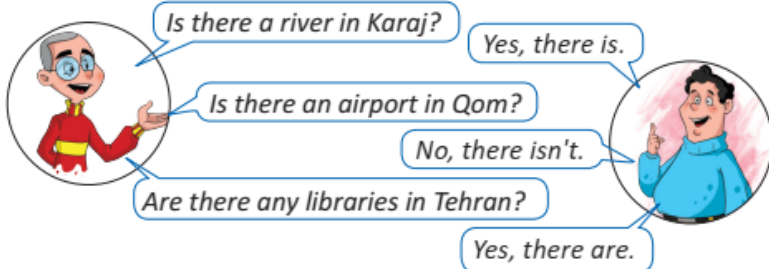 Is there a river in Karaj?
Yes, there is.
Is there an airport in Qom?
No, there isn't.
Are there any libraries in Tehran?
Yes, there are.